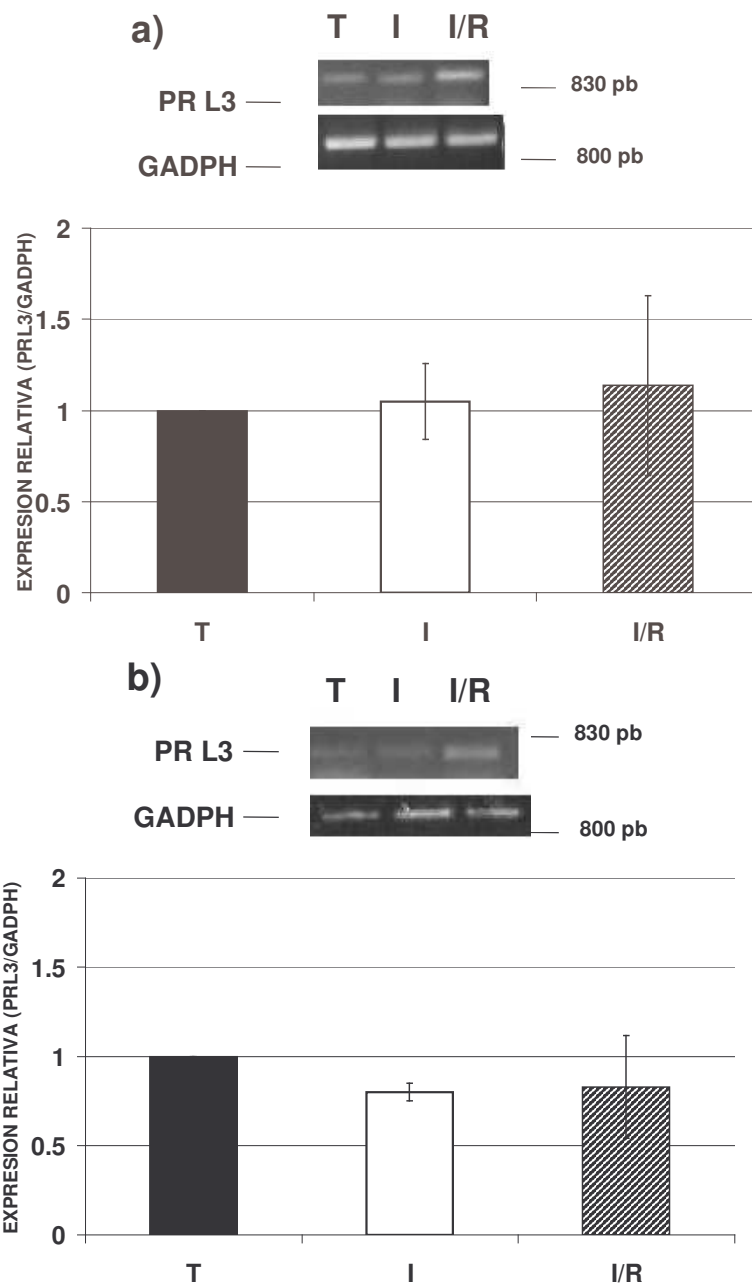 a)
T I I/R
PR L3
830 pb
GADPH
800 pb
EXPRESION RELATIVA (PRL3/GADPH)
2
1.5
1
0.5
0
T I I/R
b)
T I I/R
PR L3
830 pb
GADPH
800 pb
EXPRESION RELATIVA (PRL3/GADPH)
2
1.5
1
0.5
0
T I I/R